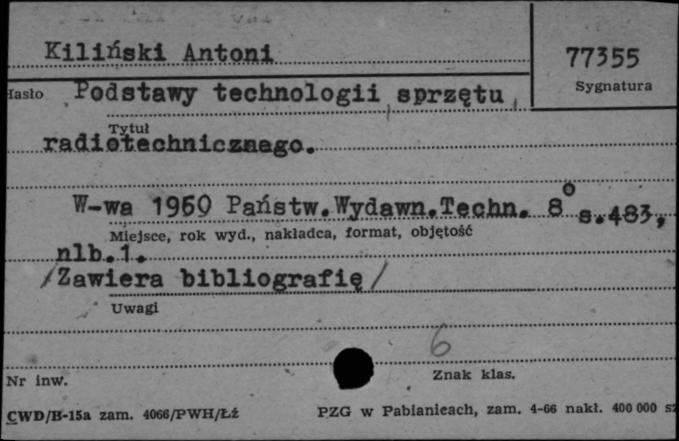 Kiliński Antoni
77355
Sygnatura
Hasło Podstawy technologii sprzętu
Tytuł
radiotechnicznego.
W-wa 1960 Państw.Wydawn.Techn. 8° s.483,
Miejsce, rok wyd., nakładca, format, objętość
nlb.1.
/Zawiera bibliografię/
Uwagi
6
Nr inw.
Znak klas.
CWD/B-15a zam. 4066/PWH/Łź
PZG w Pabianicach, zam. 4-66 nakł. 400 000 sz